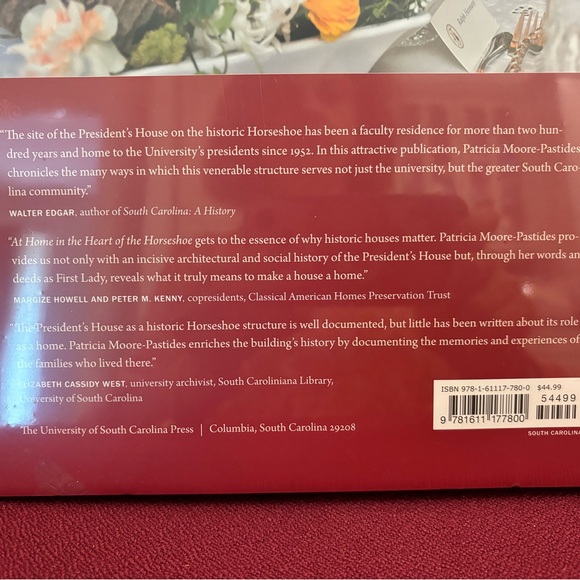 "The site of the President's House on the historic Horseshoe has been a faculty residence for more than two hun-
dred years and home to the University's presidents since 1952. In this attractive publication, Patricia Moore-Pastides
chronicles the many ways in which this venerable structure serves not just the university, but the greater South Caro-
lina community."
WALTER EDGAR, author of South Carolina: A History
"At Home in the Heart of the Horseshoe gets to the essence of why historic houses matter. Patricia Moore-Pastides pro-
vides us not only with an incisive architectural and social history of the President's House but, through her words an
deeds as First Lady, reveals what it truly means to make a house a home."
MARGIZE HOWELL AND PETER M. KENNY, copresidents, Classical American Homes Preservation Trust
"The President's House as a historic Horseshoe structure is well documented, but little has been written about its role
as a home. Patricia Moore-Pastides enriches the building's history by documenting the memories and experiences of
the families who lived there."
ELIZABETH CASSIDY WEST, university archivist, South Caroliniana Library,
University of South Carolina
The University of South Carolina Press | Columbia, South Carolina 29208
ISBN 978-1-61117-780-0 $44.99
54499
9 781611 177800
SOUTH CAROLINA